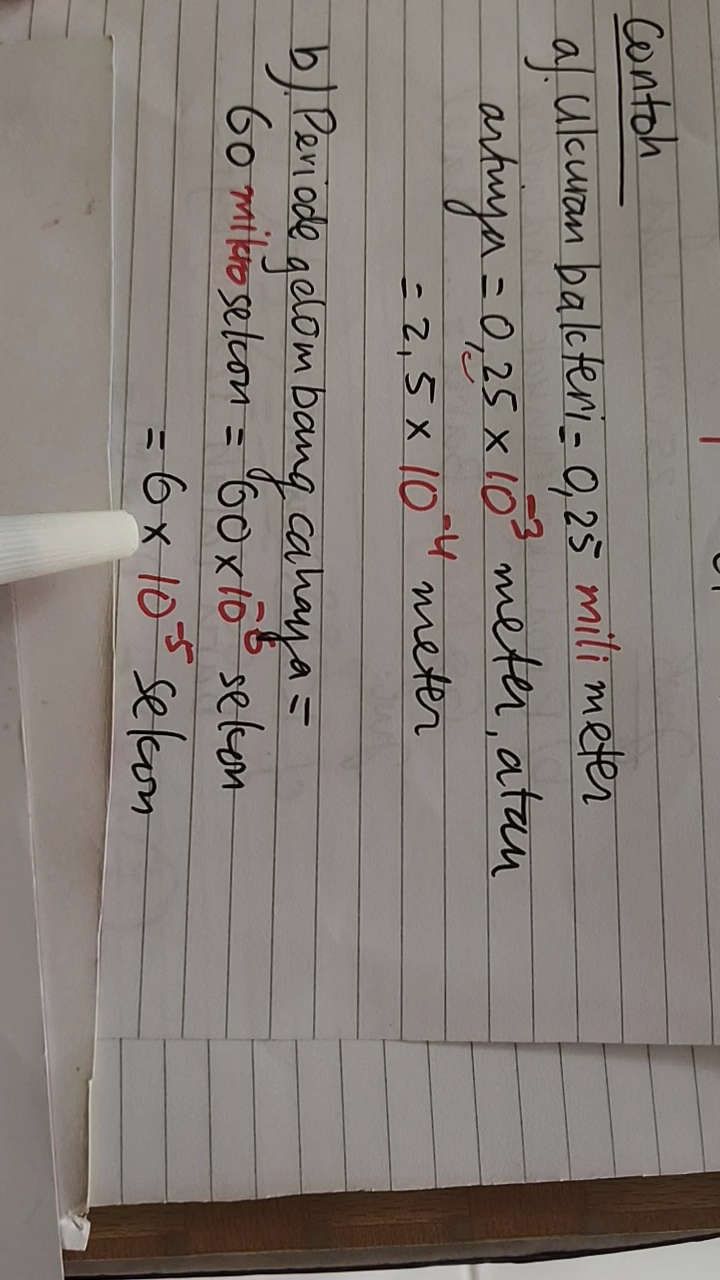 Contoh
a). Ukuran bakteri = 0,25 mili meter
artinya = 0,25 x 10⁻³ meter, atau
= 2,5 x 10⁻⁴ meter
b). Periode gelombang cahaya =
60 mikro sekon = 60 x 10⁻⁶ sekon
= 6 x 10⁻⁵ sekon